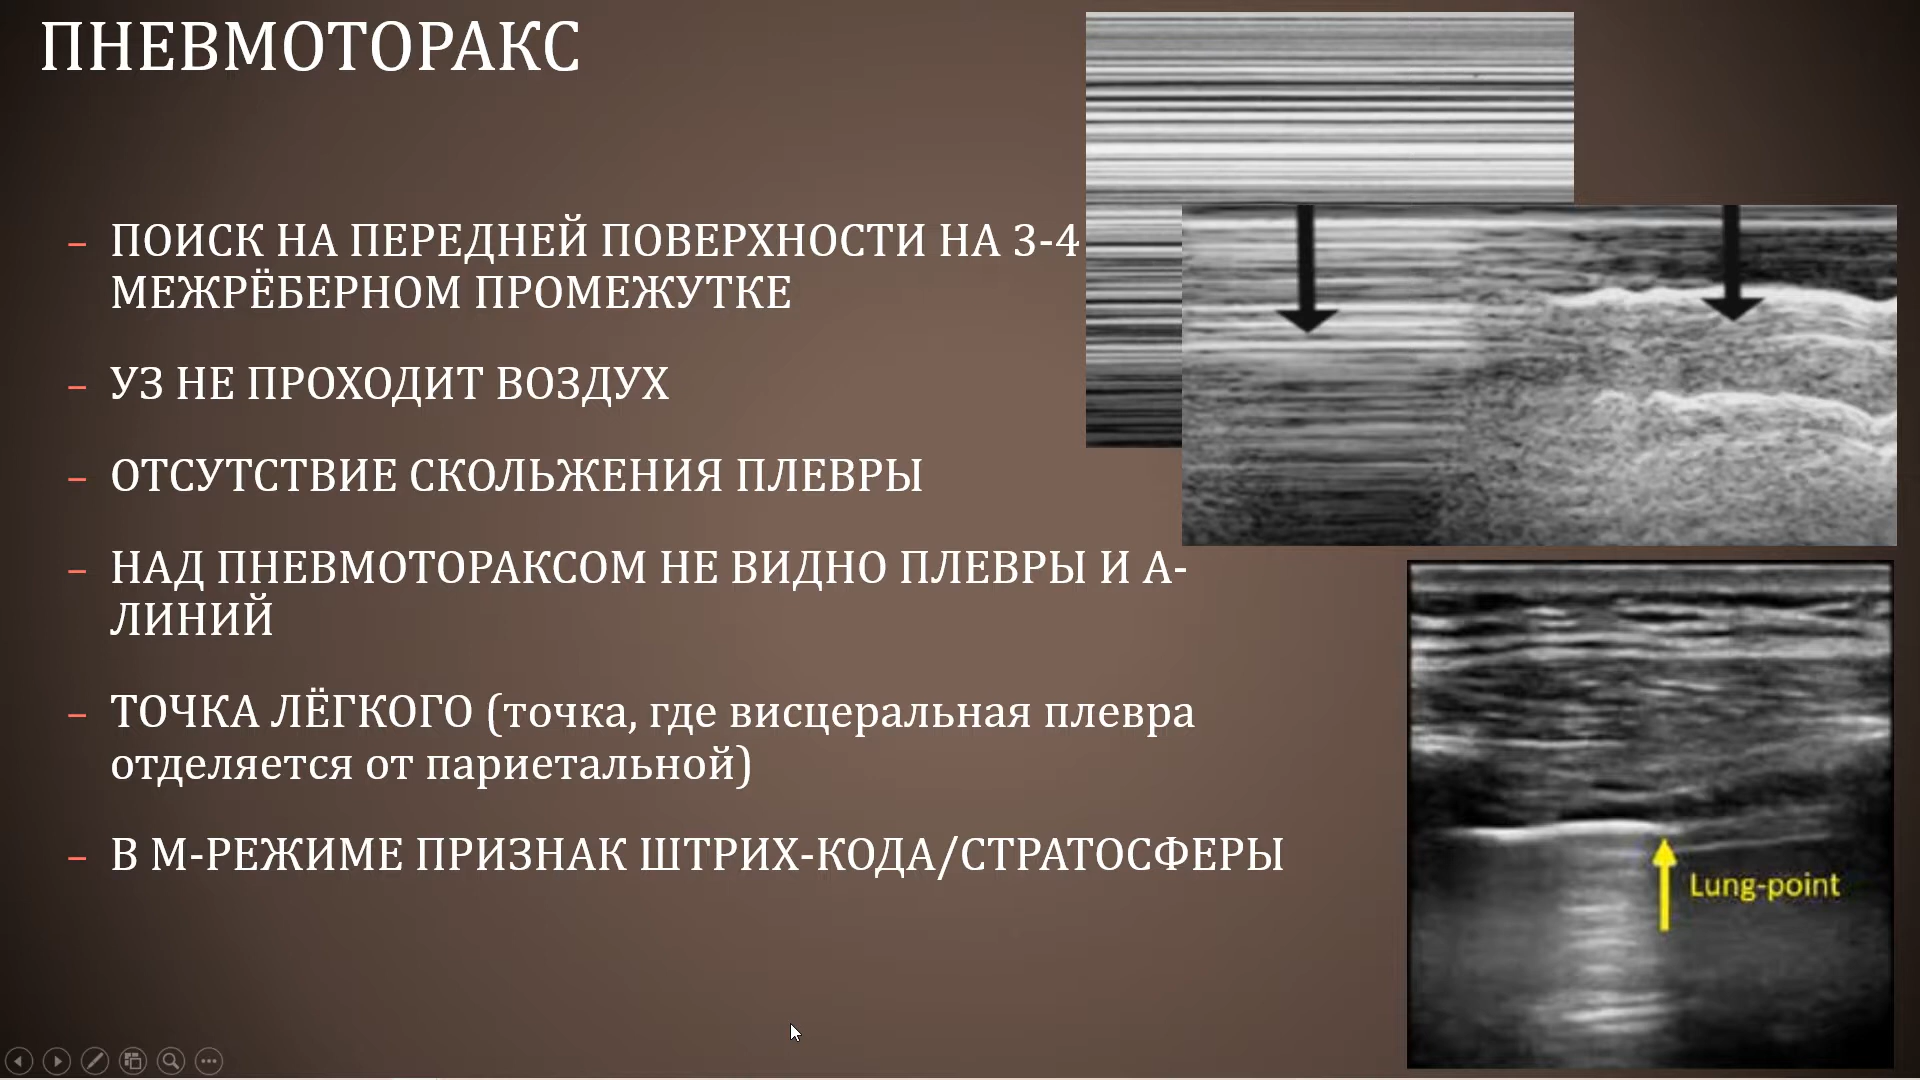 ПНЕВМОТОРАКС
– ПОИСК НА ПЕРЕДНЕЙ ПОВЕРХНОСТИ НА 3-4
МЕЖРЁБЕРНОМ ПРОМЕЖУТКЕ
– УЗ НЕ ПРОХОДИТ ВОЗДУХ
– ОТСУТСТВИЕ СКОЛЬЖЕНИЯ ПЛЕВРЫ
– НАД ПНЕВМОТОРАКСОМ НЕ ВИДНО ПЛЕВРЫ И А-
ЛИНИЙ
– ТОЧКА ЛЁГКОГО (точка, где висцеральная плевра
отделяется от париетальной)
– В М-РЕЖИМЕ ПРИЗНАК ШТРИХ-КОДА/СТРАТОСФЕРЫ
Lung-point